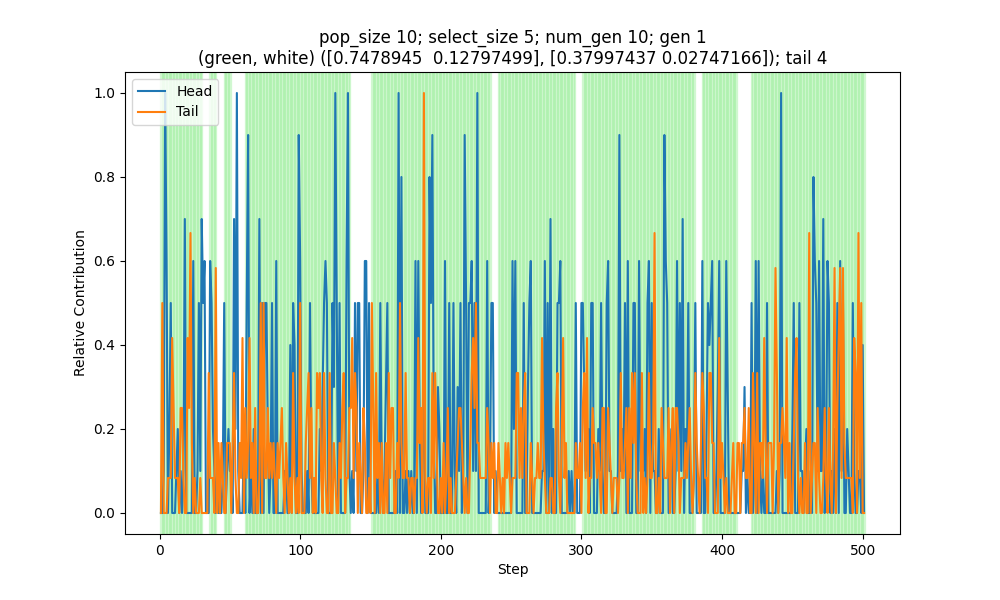 pop_size 10; select_size 5; num_gen 10; gen 1
(green, white) ([0.7478945  0.12797499], [0.37997437 0.02747166]); tail 4
Head
Tail
1.0
0.8
0.6
0.4
0.2
0.0
Relative Contribution
0 100 200 300 400 500
Step